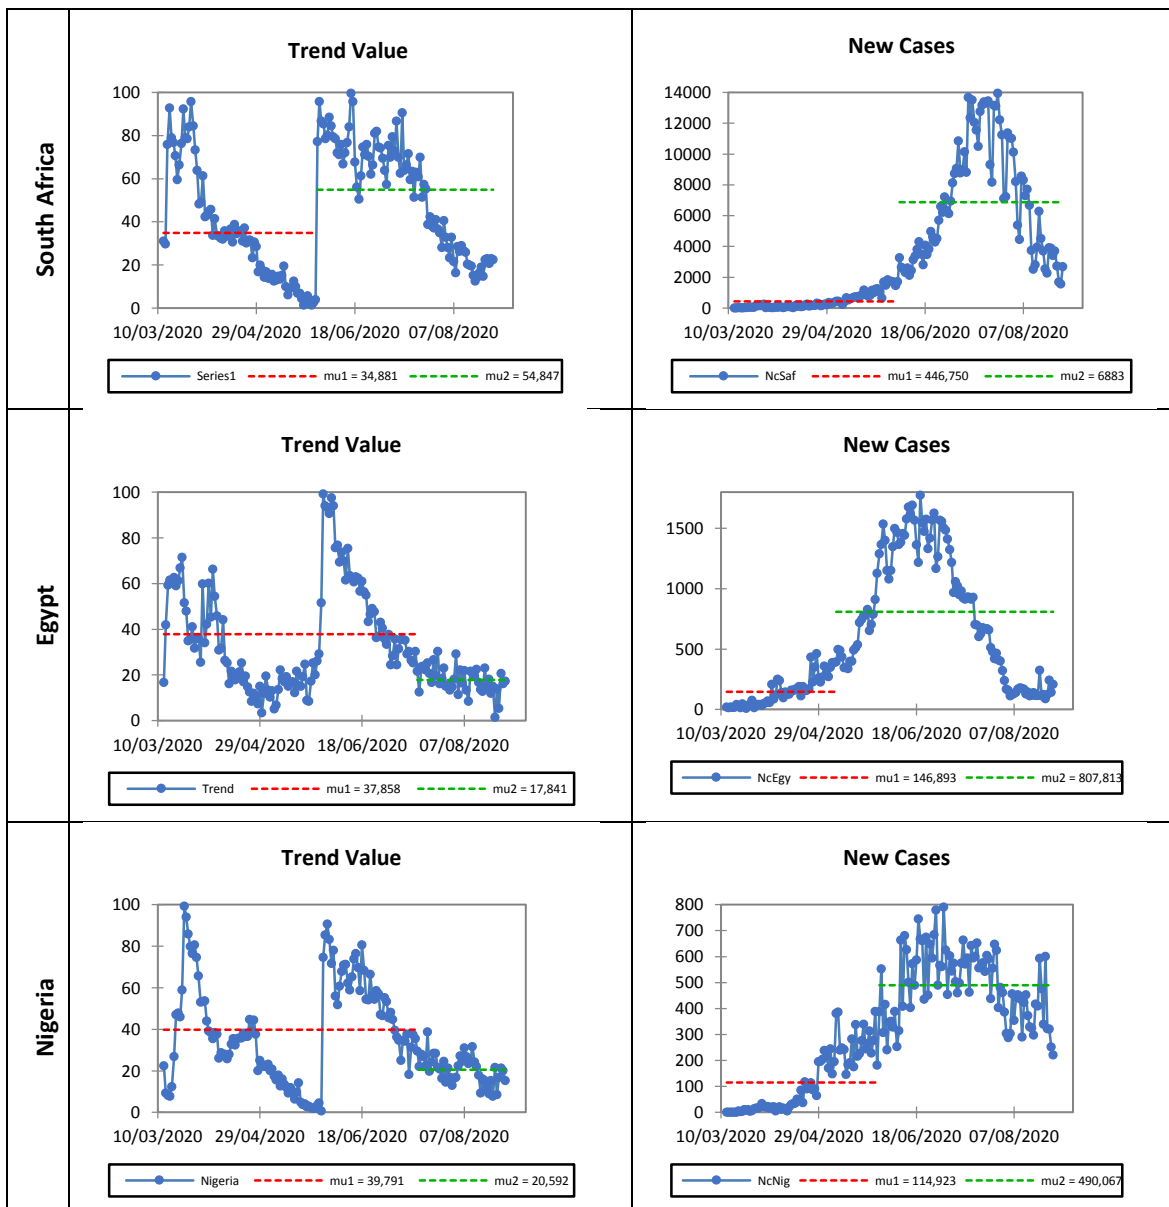 South Africa
Trend Value
100
80
60
40
20
0
10/03/2020 29/04/2020 18/06/2020 07/08/2020
Series1 mu1 = 34,881 mu2 = 54,847
New Cases
14000
12000
10000
8000
6000
4000
2000
0
10/03/2020 29/04/2020 18/06/2020 07/08/2020
NcSaf mu1 = 446,750 mu2 = 6883
Egypt
Trend Value
100
80
60
40
20
0
10/03/2020 29/04/2020 18/06/2020 07/08/2020
Trend mu1 = 37,858 mu2 = 17,841
New Cases
1500
1000
500
0
10/03/2020 29/04/2020 18/06/2020 07/08/2020
NcEgy mu1 = 146,893 mu2 = 807,813
Nigeria
Trend Value
100
80
60
40
20
0
10/03/2020 29/04/2020 18/06/2020 07/08/2020
Nigeria mu1 = 39,791 mu2 = 20,592
New Cases
800
700
600
500
400
300
200
100
0
10/03/2020 29/04/2020 18/06/2020 07/08/2020
NcNig mu1 = 114,923 mu2 = 490,067